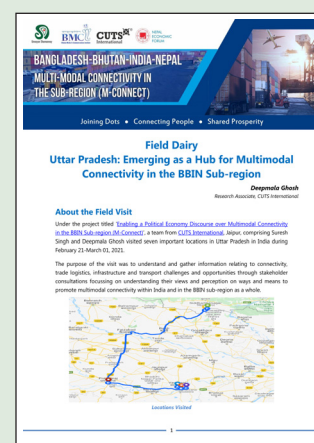 BMC
CUTS
International
NEPAL
ECONOMIC
FORUM
BANGLADESH-BHUTAN-INDIA-NEPAL
MULTI-MODAL CONNECTIVITY IN
THE SUB-REGION (M-CONNECT)
Joining Dots • Connecting People • Shared Prosperity
Field Dairy
Uttar Pradesh: Emerging as a Hub for Multimodal
Connectivity in the BBIN Sub-region
Deepmala Ghosh
Research Associate, CUTS International
About the Field Visit
Under the project titled 'Enabling a Political Economy Discourse over Multimodal Connectivity
in the BBIN Sub-region (M-Connect)', a team from CUTS International, Jaipur, comprising Suresh
Singh and Deepmala Ghosh visited seven important locations in Uttar Pradesh in India during
February 21-March 01, 2021.
The purpose of the visit was to understand and gather information relating to connectivity,
trade logistics, infrastructure and transport challenges and opportunities through stakeholder
consultations focussing on understanding their views and perception on ways and means to
promote multimodal connectivity within India and in the BBIN sub-region as a whole.
Locations Visited
1